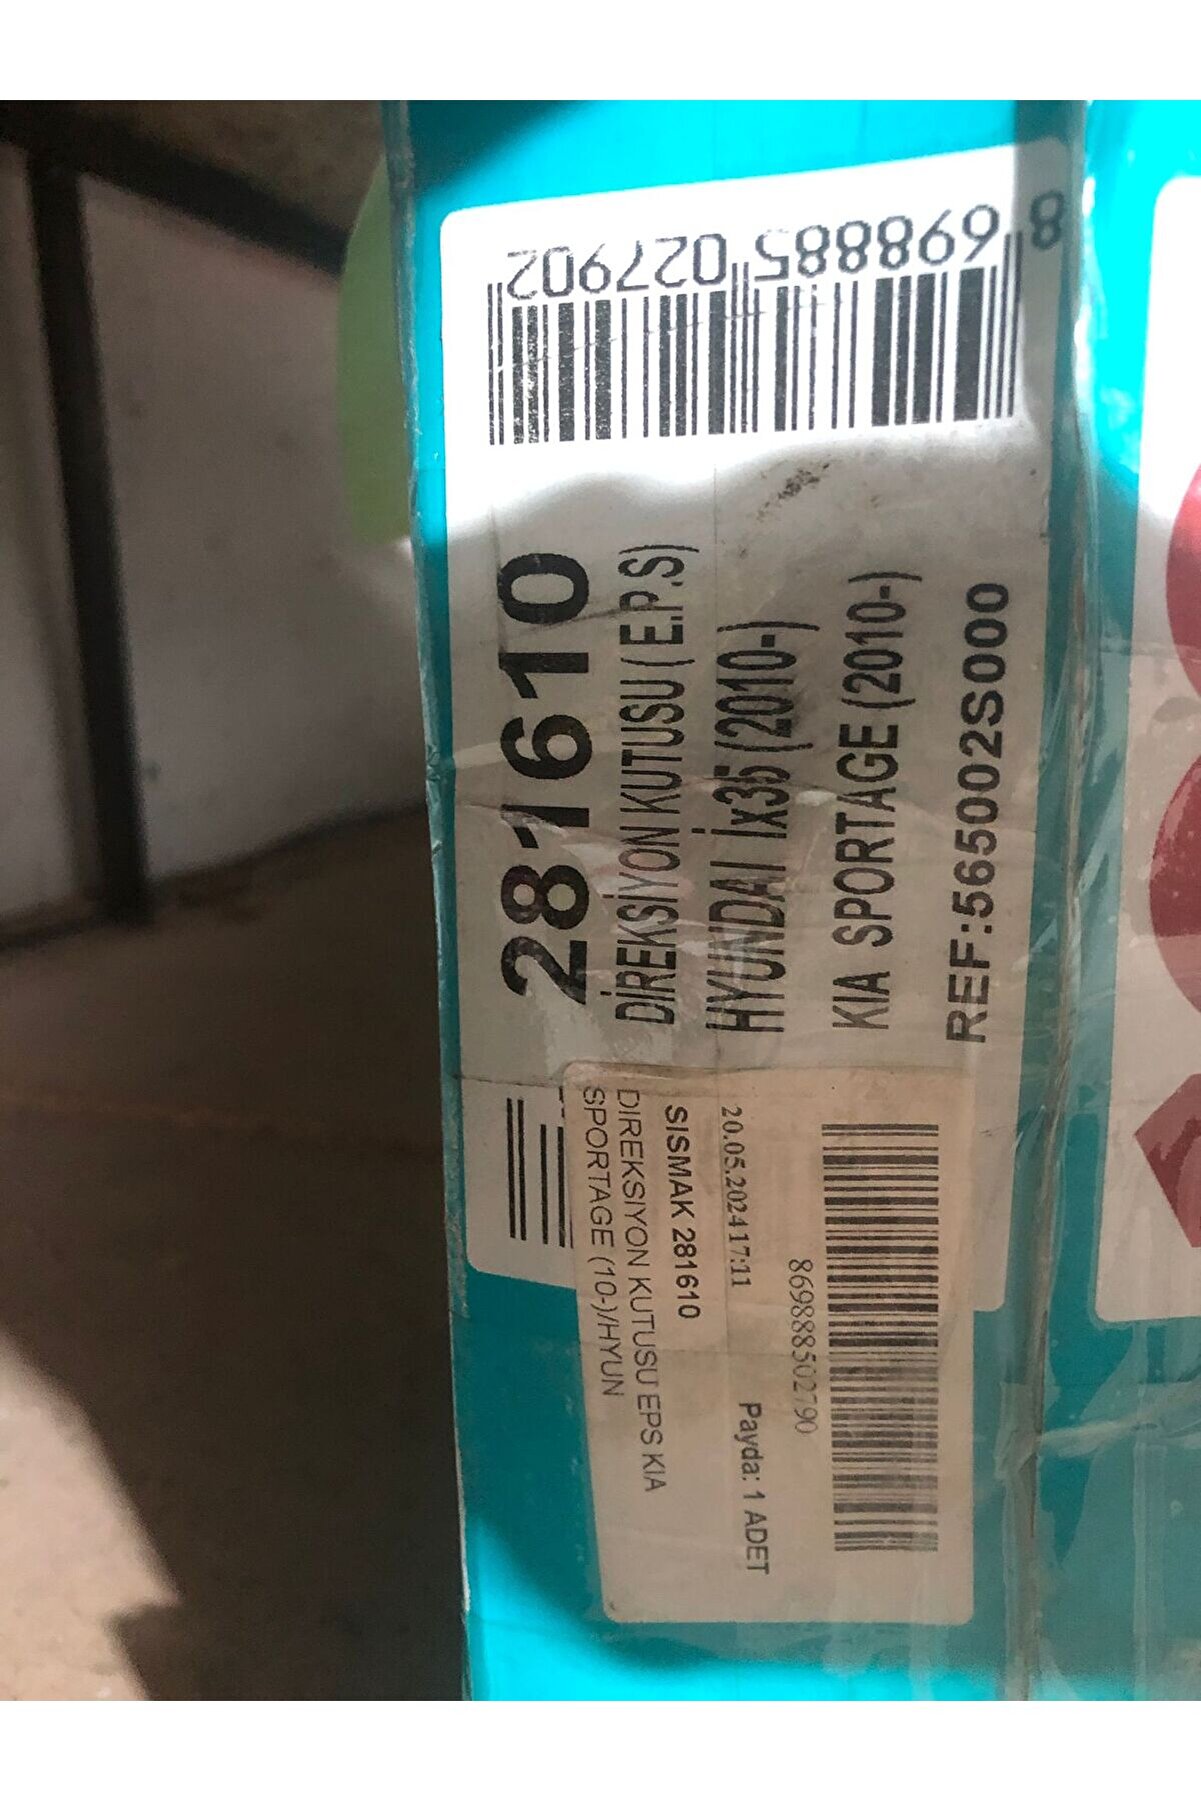 281610
DİREKSİYON KUTUSU ( E.P.S)
HYUNDAI İx35 (2010-)
KIA SPORTAGE (2010-)
REF:565002S000
8 698885 027902
SISMAK 281610
DIREKSIYON KUTUSU EPS KIA
SPORTAGE (10-)/HYUN
20.05.2024 17:11
Payda: 1 ADET
869888502790